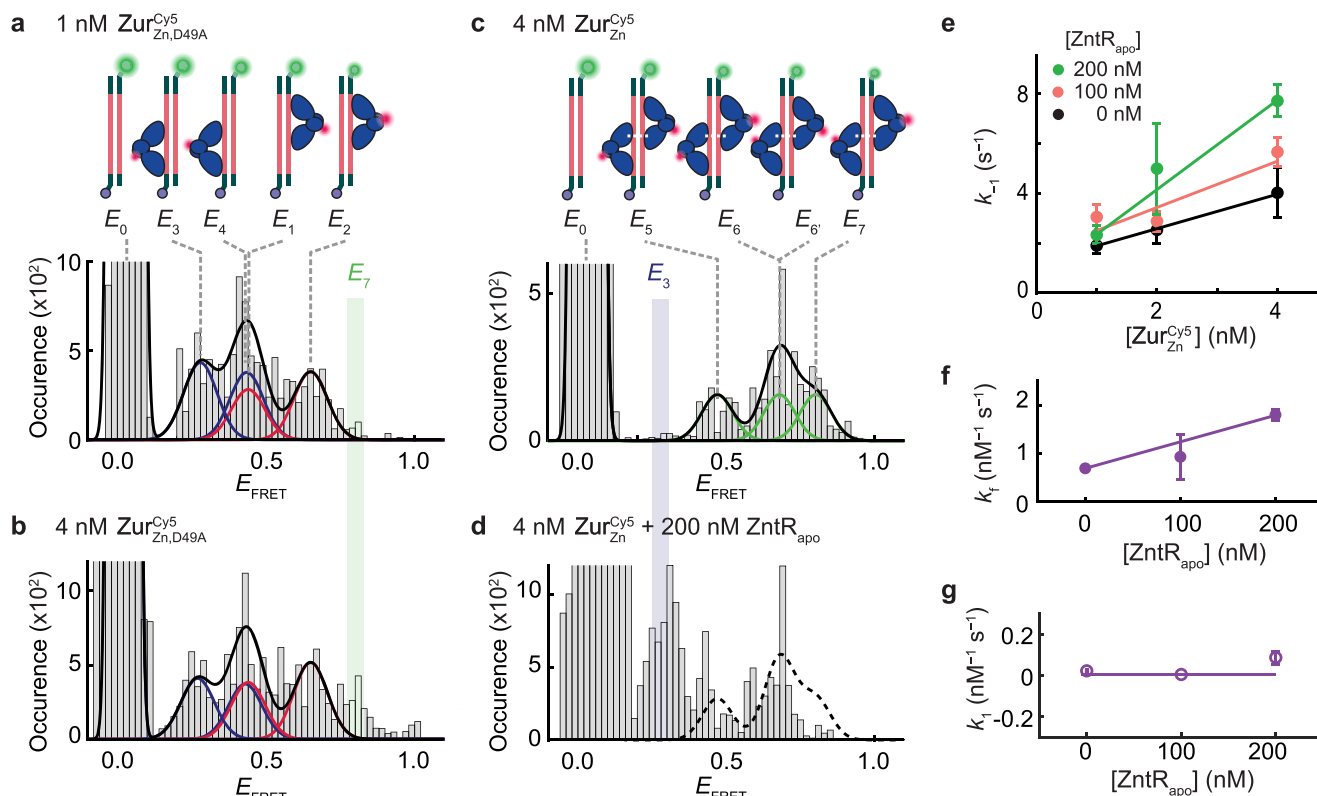 a 1 nM Zur^Cy5_Zn,D49A
E0 E3 E4 E1 E2
E7
Occurence (x10²)
10
5
0
0.0 0.5 1.0
E_FRET
b 4 nM Zur^Cy5_Zn,D49A
Occurence (x10²)
10
5
0
0.0 0.5 1.0
E_FRET
c 4 nM Zur^Cy5_Zn
E0 E5 E6 E6' E7
E3
Occurence (x10²)
5
0
0.0 0.5 1.0
E_FRET
d 4 nM Zur^Cy5_Zn + 200 nM ZntR_apo
Occurence (x10²)
10
5
0
0.0 0.5 1.0
E_FRET
e
[ZntR_apo]
200 nM
100 nM
0 nM
k₋₁ (s⁻¹)
8
4
0
0 2 4
[Zur^Cy5_Zn] (nM)
f
k_f (nM⁻¹ s⁻¹)
2
1
0
0 100 200
[ZntR_apo] (nM)
g
k₁ (nM⁻¹ s⁻¹)
0.2
0
-0.2
0 100 200
[ZntR_apo] (nM)